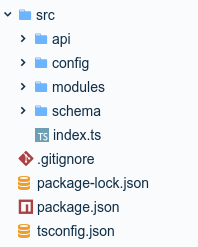 src
api
config
modules
schema
TS index.ts
.gitignore
package-lock.json
package.json
tsconfig.json